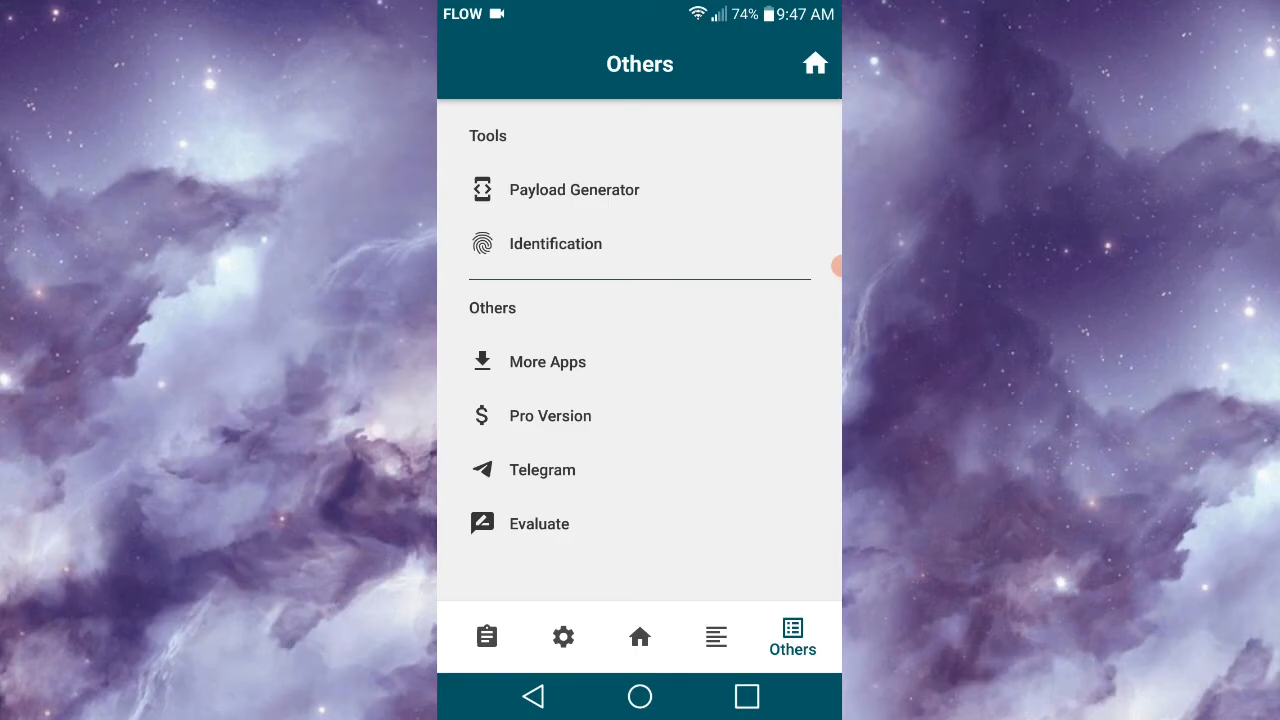 FLOW 74% 9:47 AM
Others
Tools
Payload Generator
Identification
Others
More Apps
Pro Version
Telegram
Evaluate
Others